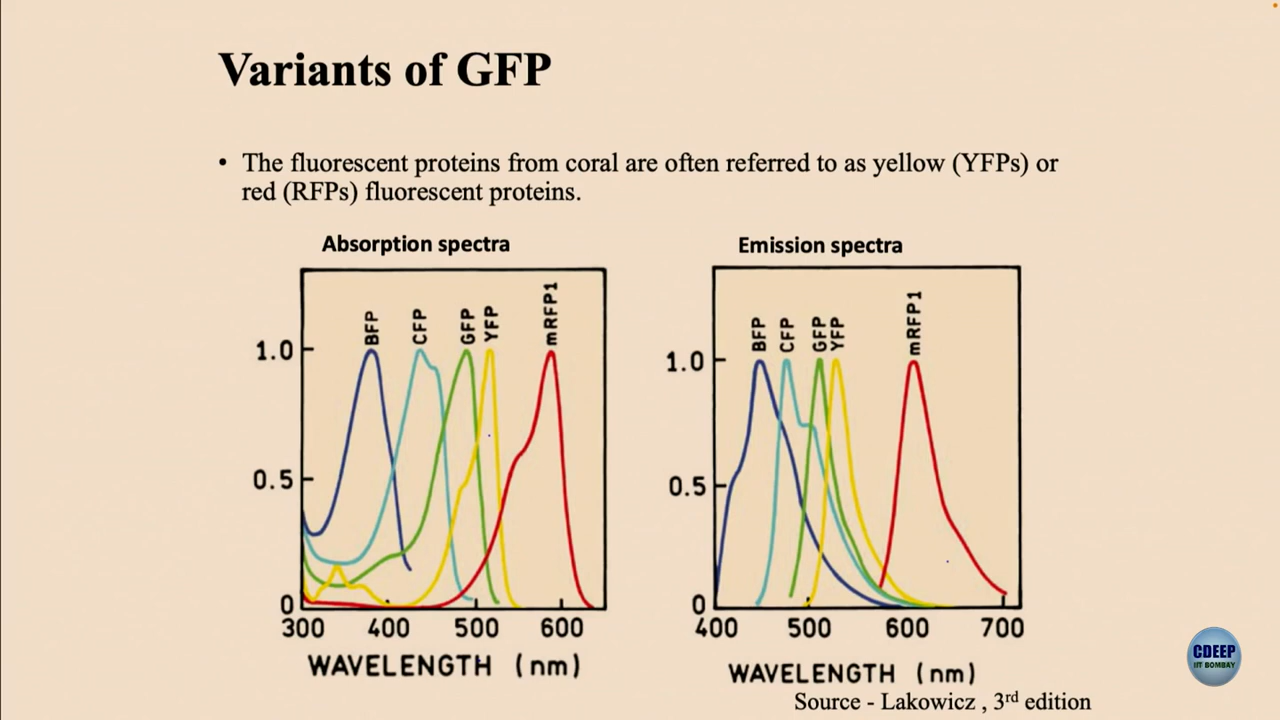 Variants of GFP
• The fluorescent proteins from coral are often referred to as yellow (YFPs) or
red (RFPs) fluorescent proteins.
Absorption spectra
BFP
CFP
GFP
YFP
mRFP1
1.0
0.5
0
300 400 500 600
WAVELENGTH (nm)
Emission spectra
BFP
CFP
GFP
YFP
mRFP1
1.0
0.5
0
400 500 600 700
WAVELENGTH (nm)
Source - Lakowicz , 3rd edition
CDEEP
IIT BOMBAY